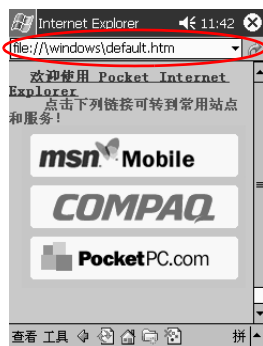 Internet Explorer 11:42
file://\windows\default.htm
欢迎使用 Pocket Internet
Explorer
点击下列链接可转到常用站点
和服务!
msn Mobile
COMPAQ
PocketPC.com
查看 工具 拼